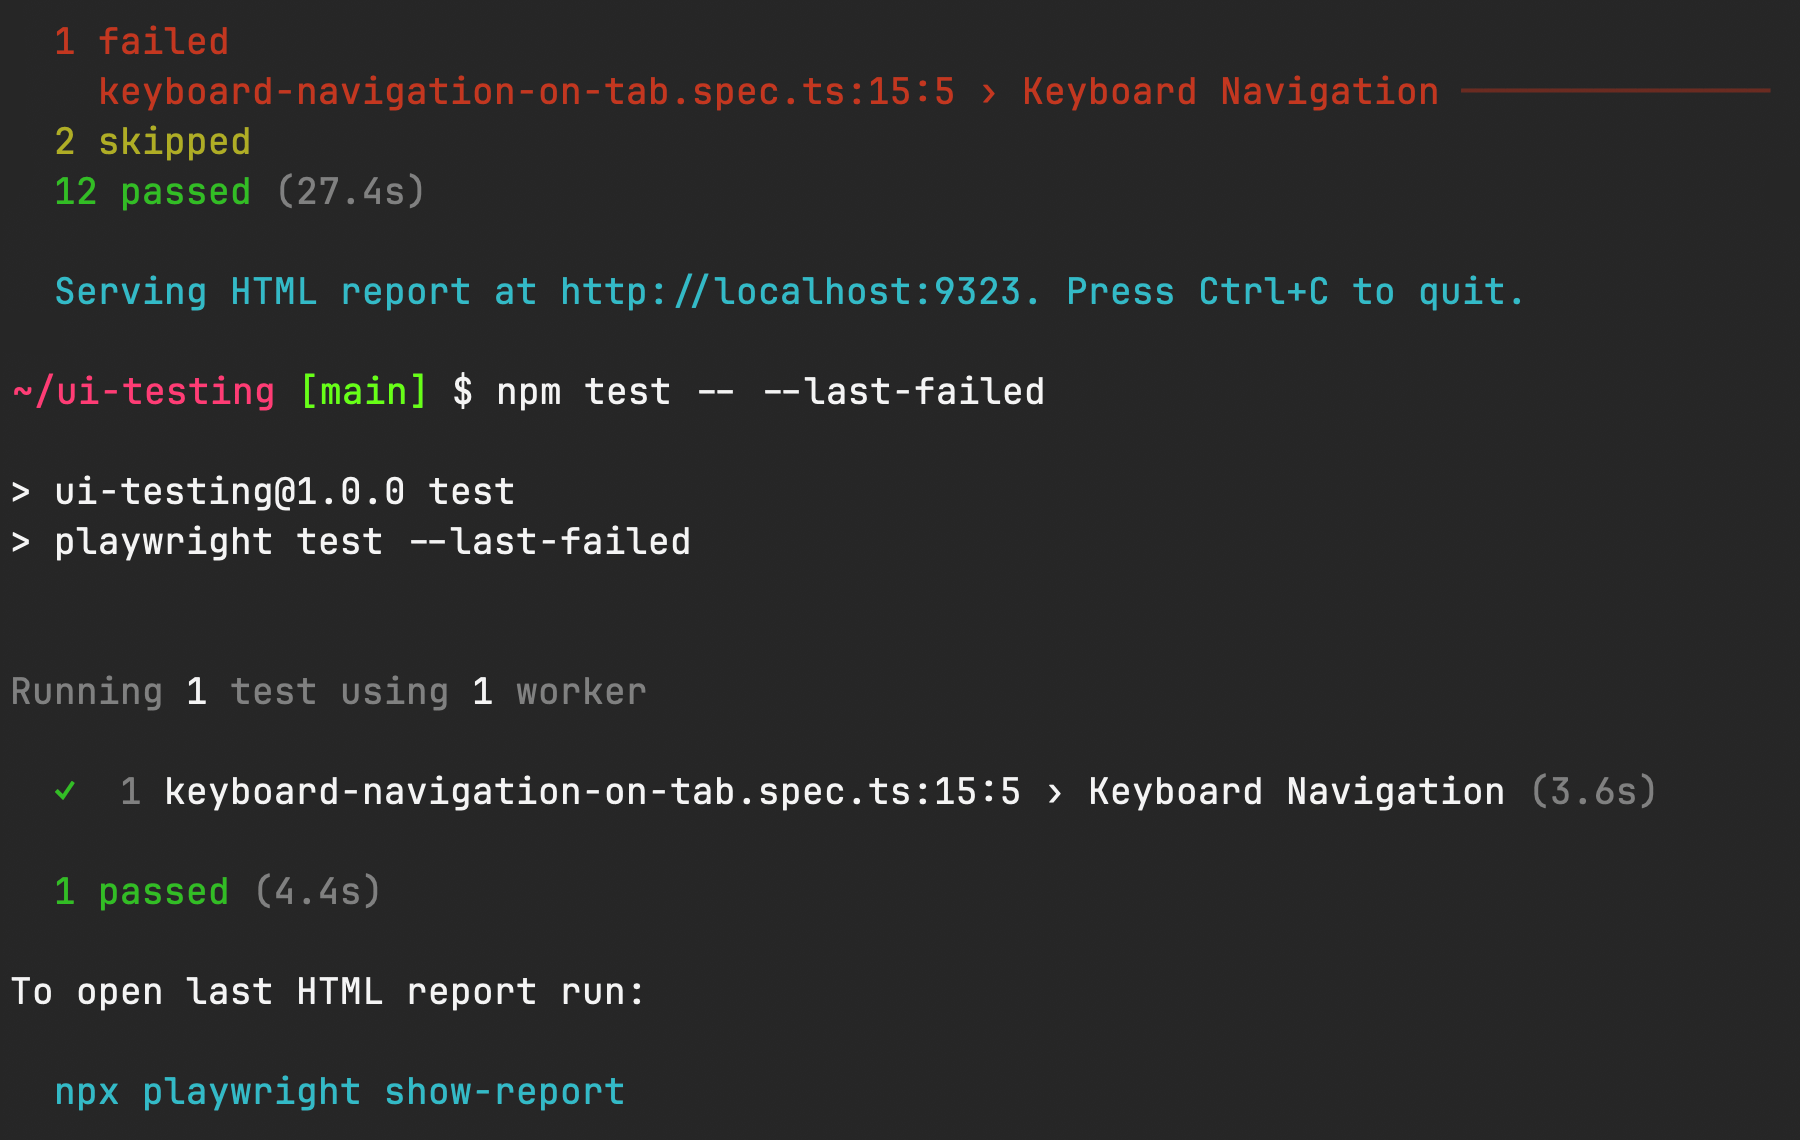 1 failed
keyboard-navigation-on-tab.spec.ts:15:5 › Keyboard Navigation ──────────────
2 skipped
12 passed (27.4s)
Serving HTML report at http://localhost:9323. Press Ctrl+C to quit.
~/ui-testing [main] $ npm test -- --last-failed
> ui-testing@1.0.0 test
> playwright test --last-failed
Running 1 test using 1 worker
✓ 1 keyboard-navigation-on-tab.spec.ts:15:5 › Keyboard Navigation (3.6s)
1 passed (4.4s)
To open last HTML report run:
npx playwright show-report